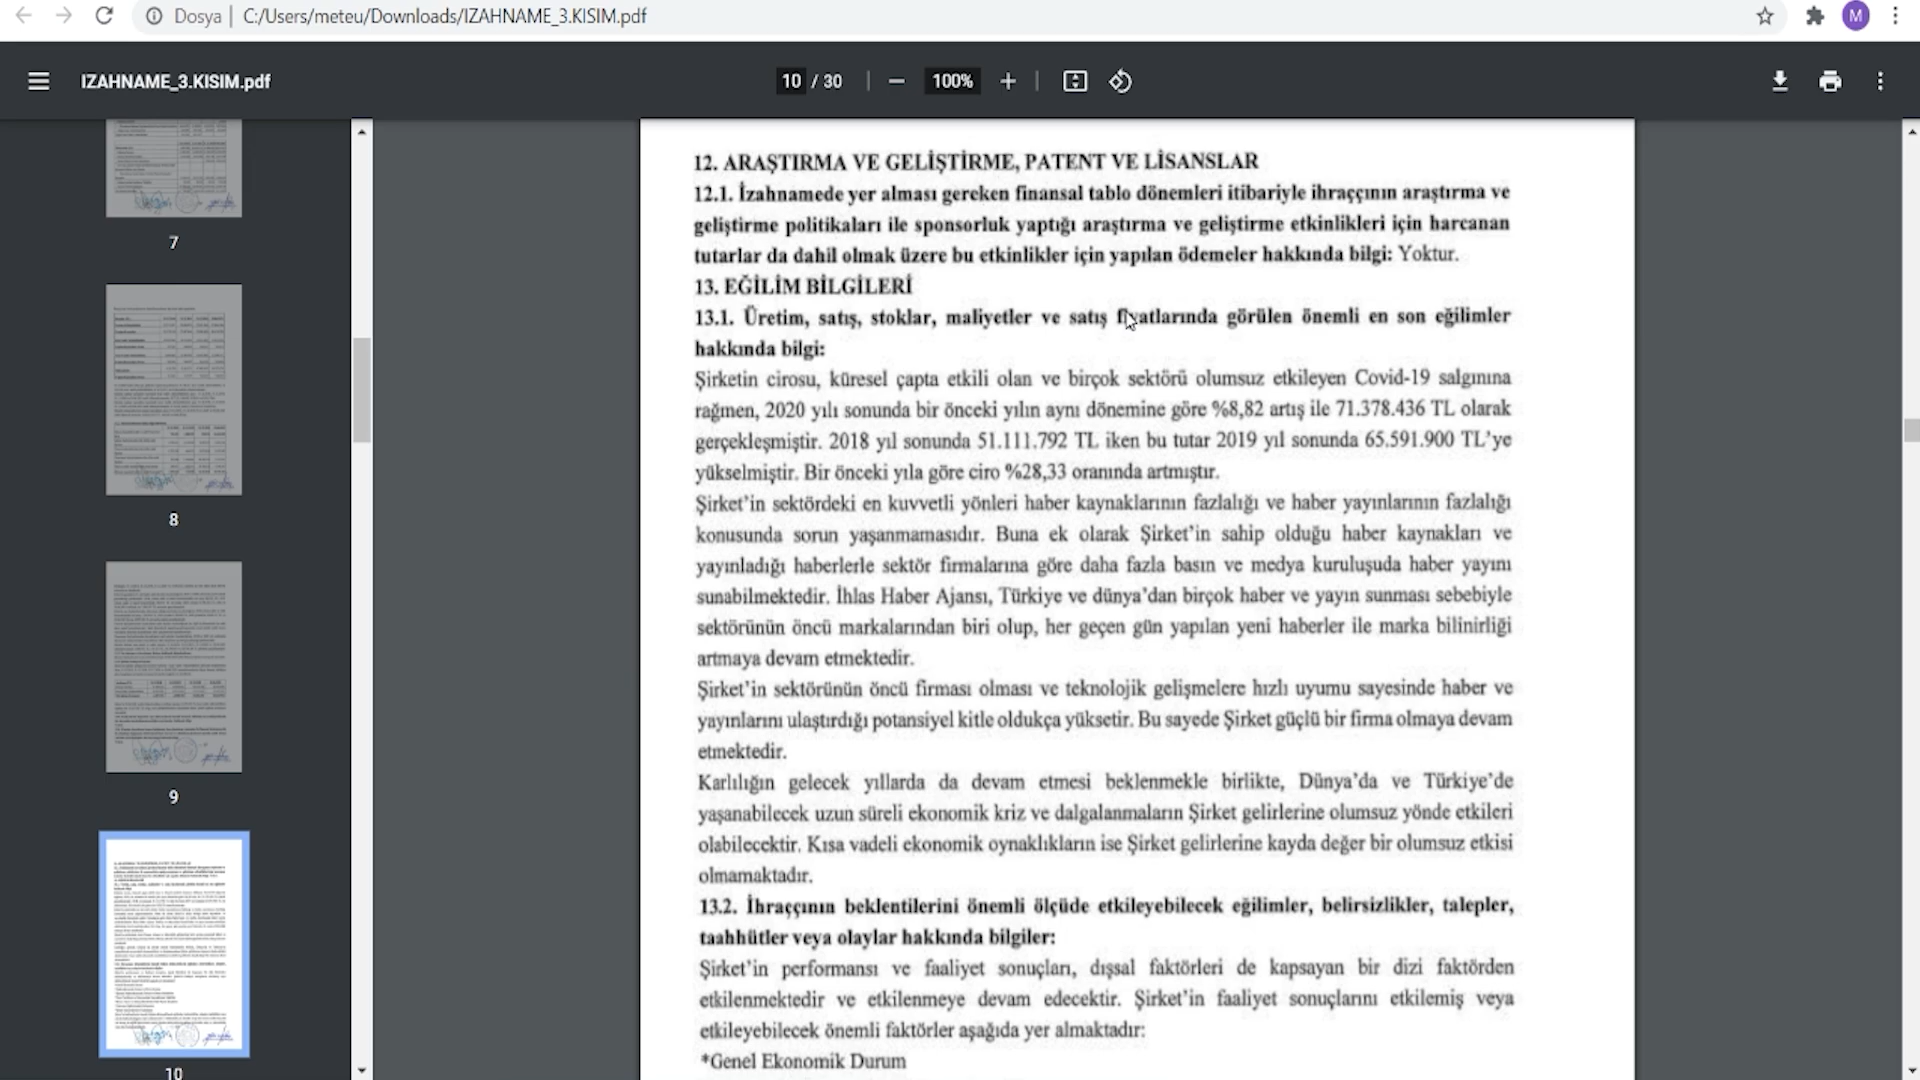 Dosya | C:/Users/meteu/Downloads/IZAHNAME_3.KISIM.pdf
M
IZAHNAME_3.KISIM.pdf
10 / 30
100%
7
8
9
10
12. ARAŞTIRMA VE GELİŞTİRME, PATENT VE LİSANSLAR
12.1. İzahnamede yer alması gereken finansal tablo dönemleri itibariyle ihraççının araştırma ve
geliştirme politikaları ile sponsorluk yaptığı araştırma ve geliştirme etkinlikleri için harcanan
tutarlar da dahil olmak üzere bu etkinlikler için yapılan ödemeler hakkında bilgi: Yoktur.
13. EĞİLİM BİLGİLERİ
13.1. Üretim, satış, stoklar, maliyetler ve satış fiyatlarında görülen önemli en son eğilimler
hakkında bilgi:
Şirketin cirosu, küresel çapta etkili olan ve birçok sektörü olumsuz etkileyen Covid-19 salgınına
rağmen, 2020 yılı sonunda bir önceki yılın aynı dönemine göre %8,82 artış ile 71.378.436 TL olarak
gerçekleşmiştir. 2018 yıl sonunda 51.111.792 TL iken bu tutar 2019 yıl sonunda 65.591.900 TL'ye
yükselmiştir. Bir önceki yıla göre ciro %28,33 oranında artmıştır.
Şirket'in sektördeki en kuvvetli yönleri haber kaynaklarının fazlalığı ve haber yayınlarının fazlalığı
konusunda sorun yaşanmamasıdır. Buna ek olarak Şirket'in sahip olduğu haber kaynakları ve
yayınladığı haberlerle sektör firmalarına göre daha fazla basın ve medya kuruluşuda haber yayını
sunabilmektedir. İhlas Haber Ajansı, Türkiye ve dünya'dan birçok haber ve yayın sunması sebebiyle
sektörünün öncü markalarından biri olup, her geçen gün yapılan yeni haberler ile marka bilinirliği
artmaya devam etmektedir.
Şirket'in sektörünün öncü firması olması ve teknolojik gelişmelere hızlı uyumu sayesinde haber ve
yayınlarını ulaştırdığı potansiyel kitle oldukça yüksetir. Bu sayede Şirket güçlü bir firma olmaya devam
etmektedir.
Karlılığın gelecek yıllarda da devam etmesi beklenmekle birlikte, Dünya'da ve Türkiye'de
yaşanabilecek uzun süreli ekonomik kriz ve dalgalanmaların Şirket gelirlerine olumsuz yönde etkileri
olabilecektir. Kısa vadeli ekonomik oynaklıkların ise Şirket gelirlerine kayda değer bir olumsuz etkisi
olmamaktadır.
13.2. İhraççının beklentilerini önemli ölçüde etkileyebilecek eğilimler, belirsizlikler, talepler,
taahhütler veya olaylar hakkında bilgiler:
Şirket'in performansı ve faaliyet sonuçları, dışsal faktörleri de kapsayan bir dizi faktörden
etkilenmektedir ve etkilenmeye devam edecektir. Şirket'in faaliyet sonuçlarını etkilemiş veya
etkileyebilecek önemli faktörler aşağıda yer almaktadır:
*Genel Ekonomik Durum